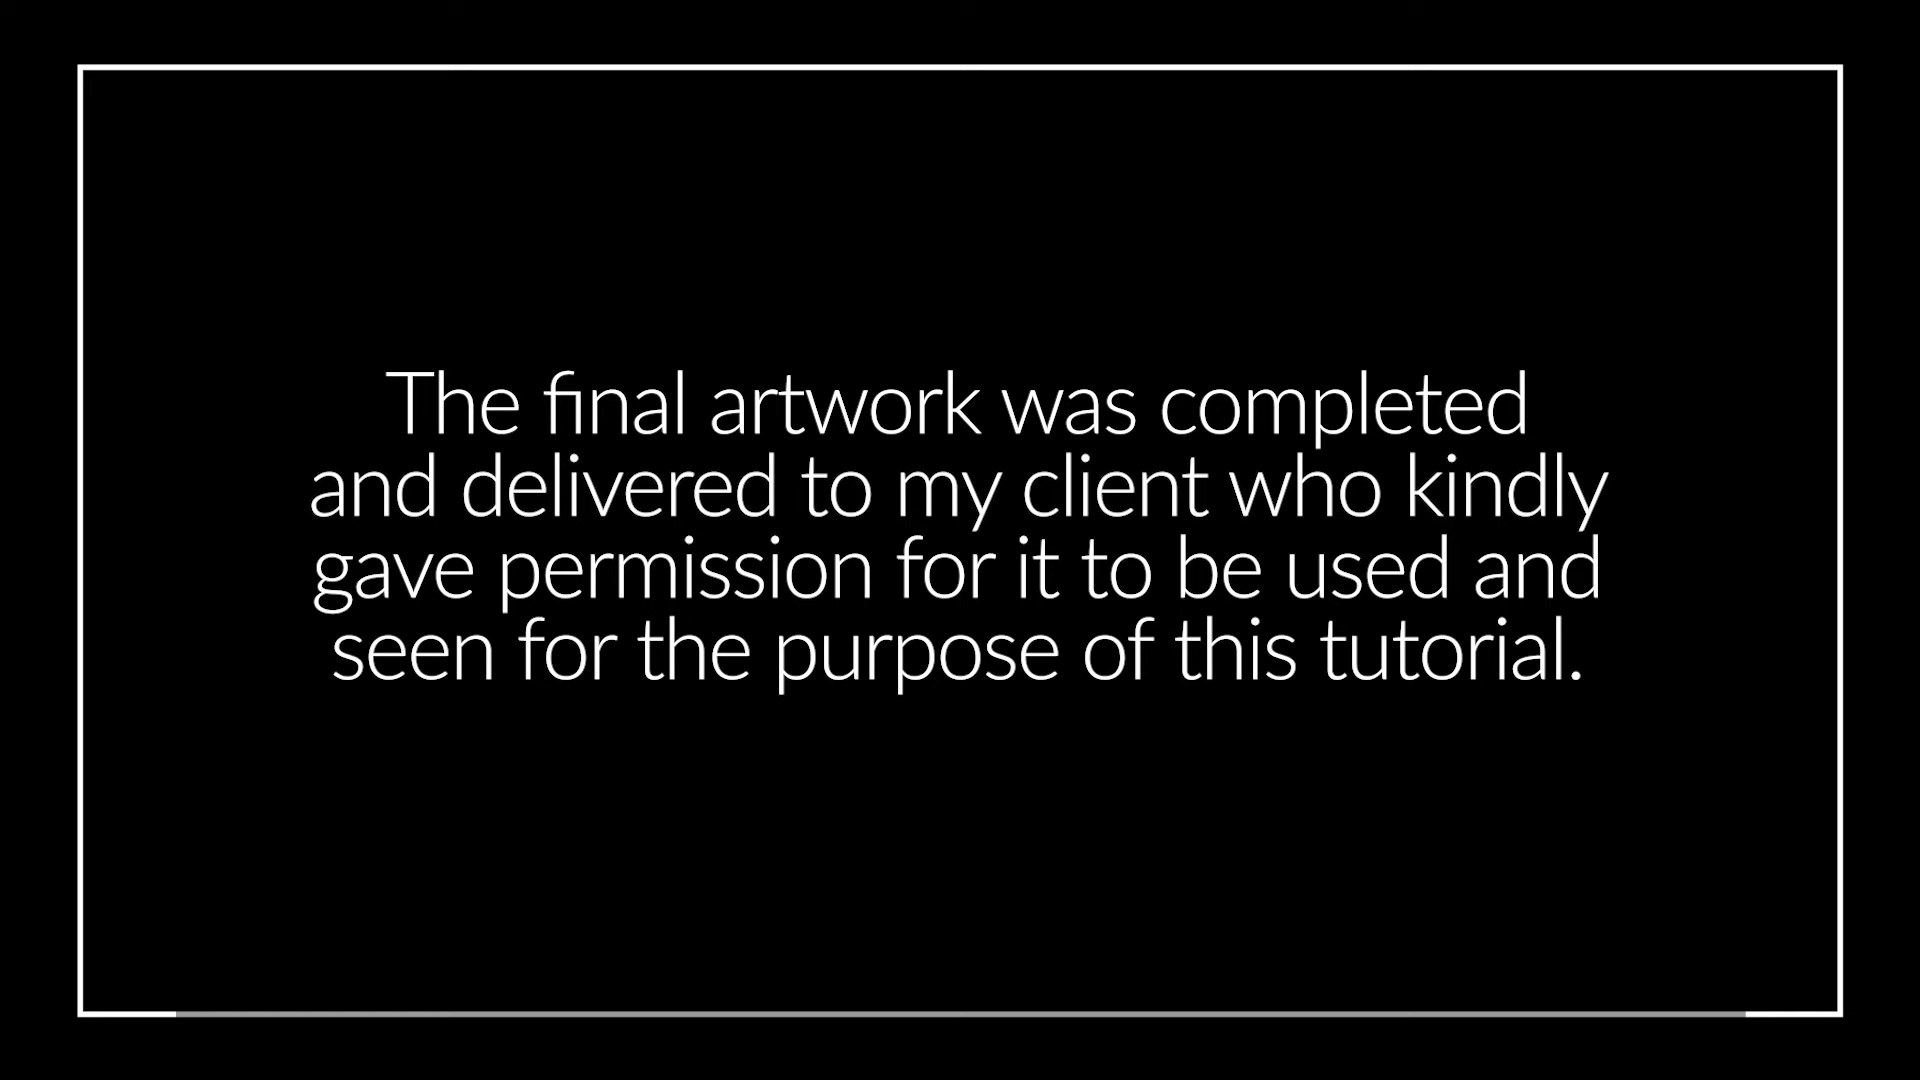 The final artwork was completed
and delivered to my client who kindly
gave permission for it to be used and
seen for the purpose of this tutorial.